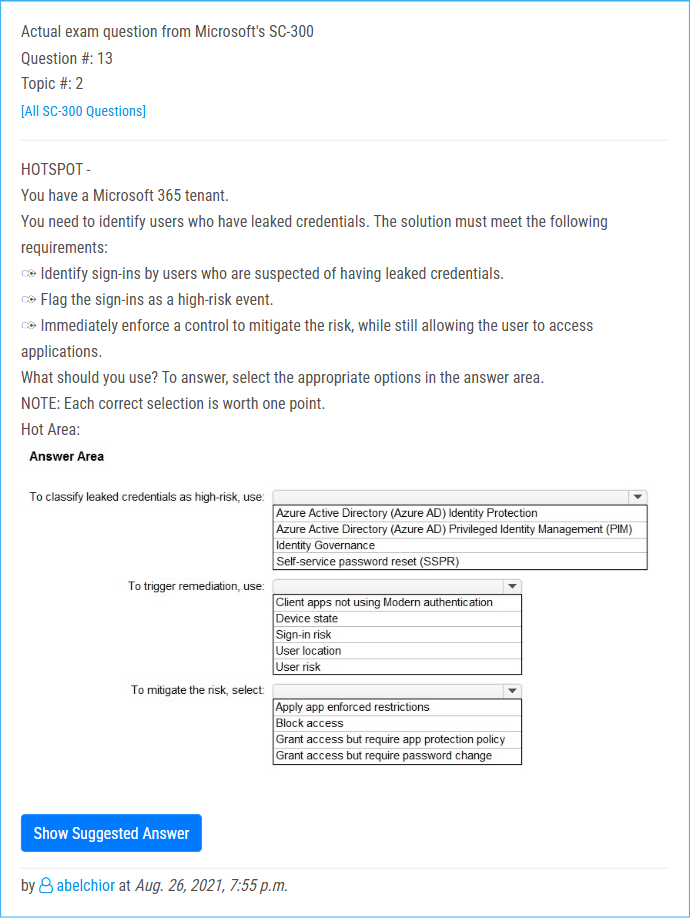 Actual exam question from Microsoft's SC-300
Question #: 13
Topic #: 2
[All SC-300 Questions]
HOTSPOT -
You have a Microsoft 365 tenant.
You need to identify users who have leaked credentials. The solution must meet the following
requirements:
Identify sign-ins by users who are suspected of having leaked credentials.
Flag the sign-ins as a high-risk event.
Immediately enforce a control to mitigate the risk, while still allowing the user to access
applications.
What should you use? To answer, select the appropriate options in the answer area.
NOTE: Each correct selection is worth one point.
Hot Area:
Answer Area
To classify leaked credentials as high-risk, use:
Azure Active Directory (Azure AD) Identity Protection
Azure Active Directory (Azure AD) Privileged Identity Management (PIM)
Identity Governance
Self-service password reset (SSPR)
To trigger remediation, use:
Client apps not using Modern authentication
Device state
Sign-in risk
User location
User risk
To mitigate the risk, select:
Apply app enforced restrictions
Block access
Grant access but require app protection policy
Grant access but require password change
Show Suggested Answer
by abelchior at Aug. 26, 2021, 7:55 p.m.